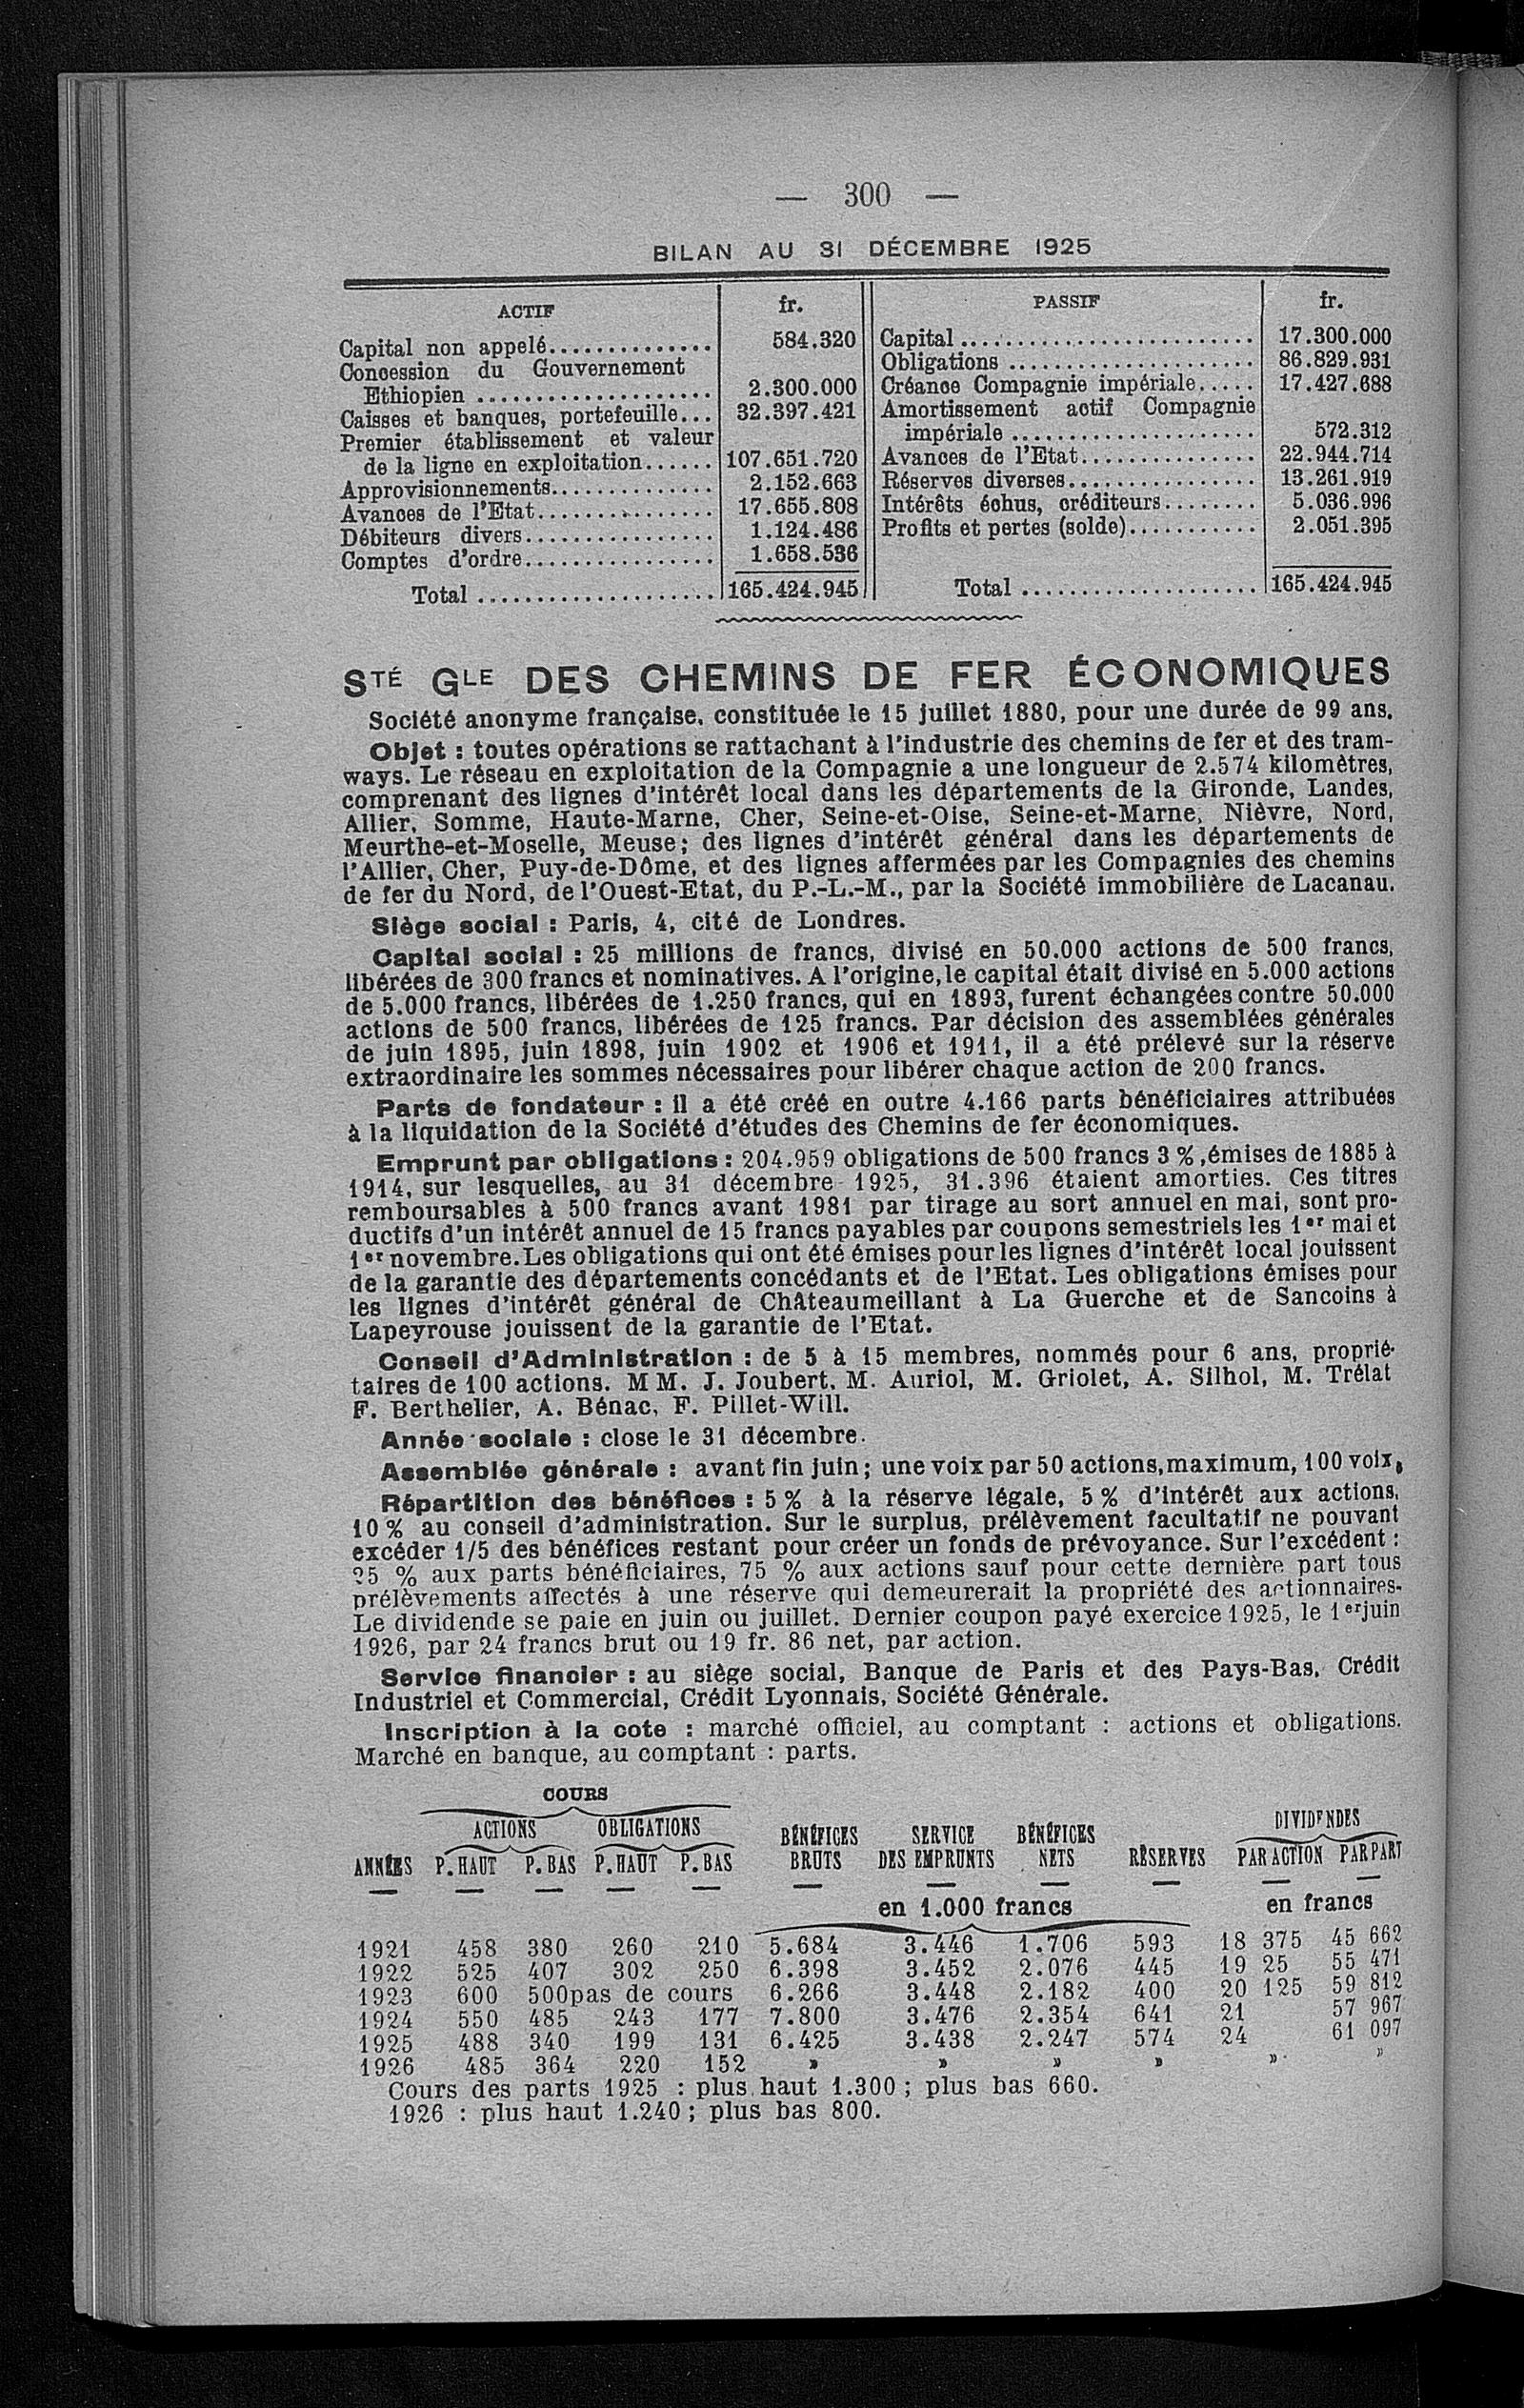 — 300 —
BILAN AU 31 DÉCEMBRE 1925
ACTIF fr.
Capital non appelé.............. 584.320
Concession du Gouvernement
Ethiopien .................... 2.300.000
Caisses et banques, portefeuille... 32.397.421
Premier établissement et valeur
de la ligne en exploitation...... 107.651.720
Approvisionnements.............. 2.152.663
Avances de l'Etat............... 17.655.808
Débiteurs divers................ 1.124.486
Comptes d'ordre................ 1.658.536
Total .................... 165.424.945
PASSIF fr.
Capital ......................... 17.300.000
Obligations ..................... 86.829.931
Créance Compagnie impériale..... 17.427.688
Amortissement actif Compagnie
impériale ..................... 572.312
Avances de l'Etat............... 22.944.714
Réserves diverses................ 13.261.919
Intérêts échus, créditeurs........ 5.036.996
Profits et pertes (solde)........... 2.051.395
Total .................... 165.424.945
STÉ GLE DES CHEMINS DE FER ÉCONOMIQUES
Société anonyme française, constituée le 15 juillet 1880, pour une durée de 99 ans.
Objet : toutes opérations se rattachant à l'industrie des chemins de fer et des tram-
ways. Le réseau en exploitation de la Compagnie a une longueur de 2.574 kilomètres,
comprenant des lignes d'intérêt local dans les départements de la Gironde, Landes,
Allier, Somme, Haute-Marne, Cher, Seine-et-Oise, Seine-et-Marne, Nièvre, Nord,
Meurthe-et-Moselle, Meuse; des lignes d'intérêt général dans les départements de
l'Allier, Cher, Puy-de-Dôme, et des lignes affermées par les Compagnies des chemins
de fer du Nord, de l'Ouest-Etat, du P.-L.-M., par la Société immobilière de Lacanau.
Siège social : Paris, 4, cité de Londres.
Capital social : 25 millions de francs, divisé en 50.000 actions de 500 francs,
libérées de 300 francs et nominatives. A l'origine, le capital était divisé en 5.000 actions
de 5.000 francs, libérées de 1.250 francs, qui en 1893, furent échangées contre 50.000
actions de 500 francs, libérées de 125 francs. Par décision des assemblées générales
de juin 1895, juin 1898, juin 1902 et 1906 et 1911, il a été prélevé sur la réserve
extraordinaire les sommes nécessaires pour libérer chaque action de 200 francs.
Parts de fondateur : il a été créé en outre 4.166 parts bénéficiaires attribuées
à la liquidation de la Société d'études des Chemins de fer économiques.
Emprunt par obligations : 204.959 obligations de 500 francs 3 %, émises de 1885 à
1914, sur lesquelles, au 31 décembre 1925, 31.396 étaient amorties. Ces titres
remboursables à 500 francs avant 1981 par tirage au sort annuel en mai, sont pro-
ductifs d'un intérêt annuel de 15 francs payables par coupons semestriels les 1er mai et
1er novembre. Les obligations qui ont été émises pour les lignes d'intérêt local jouissent
de la garantie des départements concédants et de l'Etat. Les obligations émises pour
les lignes d'intérêt général de Châteaumeillant à La Guerche et de Sancoins à
Lapeyrouse jouissent de la garantie de l'Etat.
Conseil d'Administration : de 5 à 15 membres, nommés pour 6 ans, proprié-
taires de 100 actions. MM. J. Joubert, M. Auriol, M. Griolet, A. Silhol, M. Trélat
F. Berthelier, A. Bénac, F. Pillet-Will.
Année sociale : close le 31 décembre.
Assemblée générale : avant fin juin; une voix par 50 actions, maximum, 100 voix,
Répartition des bénéfices : 5 % à la réserve légale, 5 % d'intérêt aux actions,
10 % au conseil d'administration. Sur le surplus, prélèvement facultatif ne pouvant
excéder 1/5 des bénéfices restant pour créer un fonds de prévoyance. Sur l'excédent :
25 % aux parts bénéficiaires, 75 % aux actions sauf pour cette dernière part tous
prélèvements affectés à une réserve qui demeurerait la propriété des actionnaires.
Le dividende se paie en juin ou juillet. Dernier coupon payé exercice 1925, le 1er juin
1926, par 24 francs brut ou 19 fr. 86 net, par action.
Service financier : au siège social, Banque de Paris et des Pays-Bas, Crédit
Industriel et Commercial, Crédit Lyonnais, Société Générale.
Inscription à la cote : marché officiel, au comptant : actions et obligations.
Marché en banque, au comptant : parts.
COURS
ACTIONS OBLIGATIONS BÉNÉFICES SERVICE BÉNÉFICES DIVIDENDES
ANNÉES P. HAUT P. BAS P. HAUT P. BAS BRUTS DES EMPRUNTS NETS RÉSERVES PAR ACTION PAR PART
en 1.000 francs en francs
1921 458 380 260 210 5.684 3.446 1.706 593 18 375 45 662
1922 525 407 302 250 6.398 3.452 2.076 445 19 25 55 471
1923 600 500 pas de cours 6.266 3.448 2.182 400 20 125 59 812
1924 550 485 243 177 7.800 3.476 2.354 641 21 57 967
1925 488 340 199 131 6.425 3.438 2.247 574 24 61 097
1926 485 364 220 152 » » » » » »
Cours des parts 1925 : plus haut 1.300 ; plus bas 660.
1926 : plus haut 1.240 ; plus bas 800.